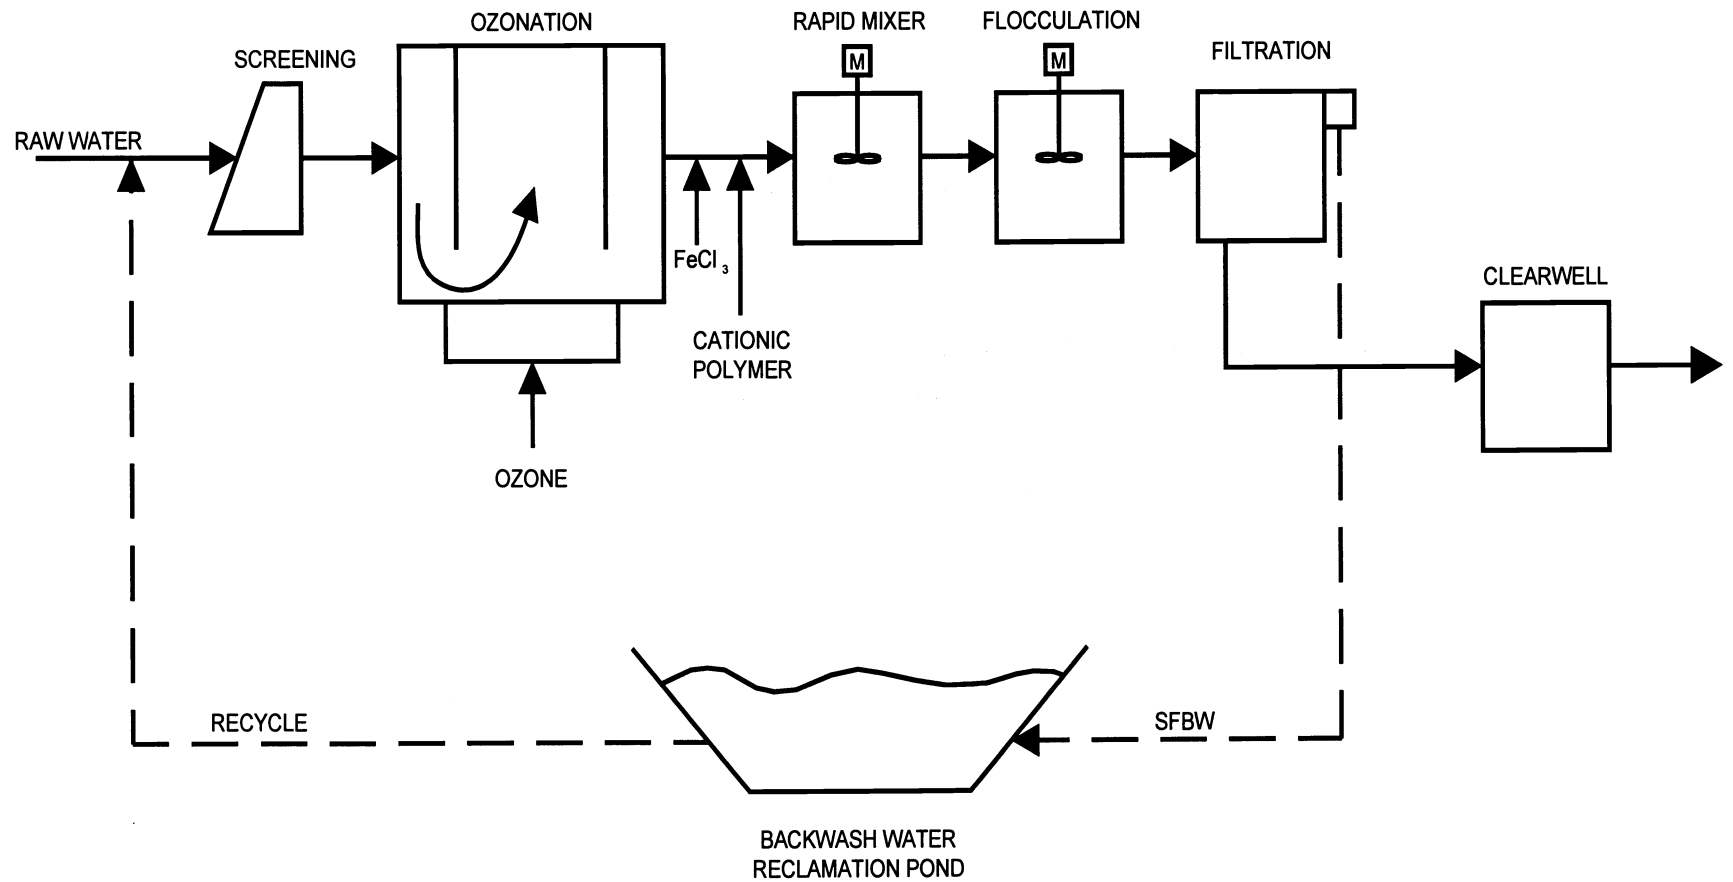 OZONATION
RAPID MIXER
FLOCCULATION
SCREENING
FILTRATION
M
M
RAW WATER
FeCl3
CLEARWELL
CATIONIC
POLYMER
OZONE
RECYCLE
SFBW
BACKWASH WATER
RECLAMATION POND